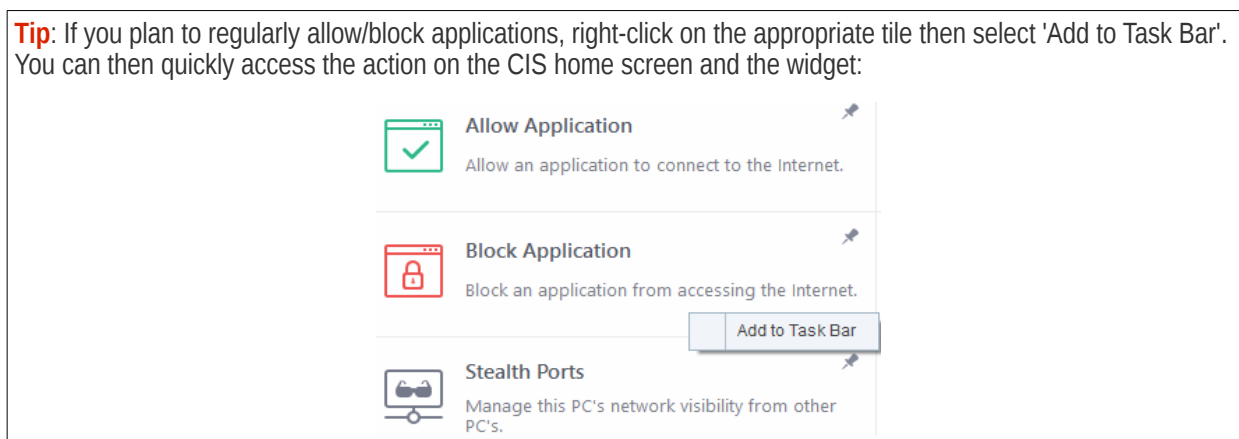 Tip: If you plan to regularly allow/block applications, right-click on the appropriate tile then select 'Add to Task Bar'.
You can then quickly access the action on the CIS home screen and the widget:
Allow Application
Allow an application to connect to the Internet.
Block Application
Block an application from accessing the Internet.
Add to Task Bar
Stealth Ports
Manage this PC's network visibility from other
PC's.